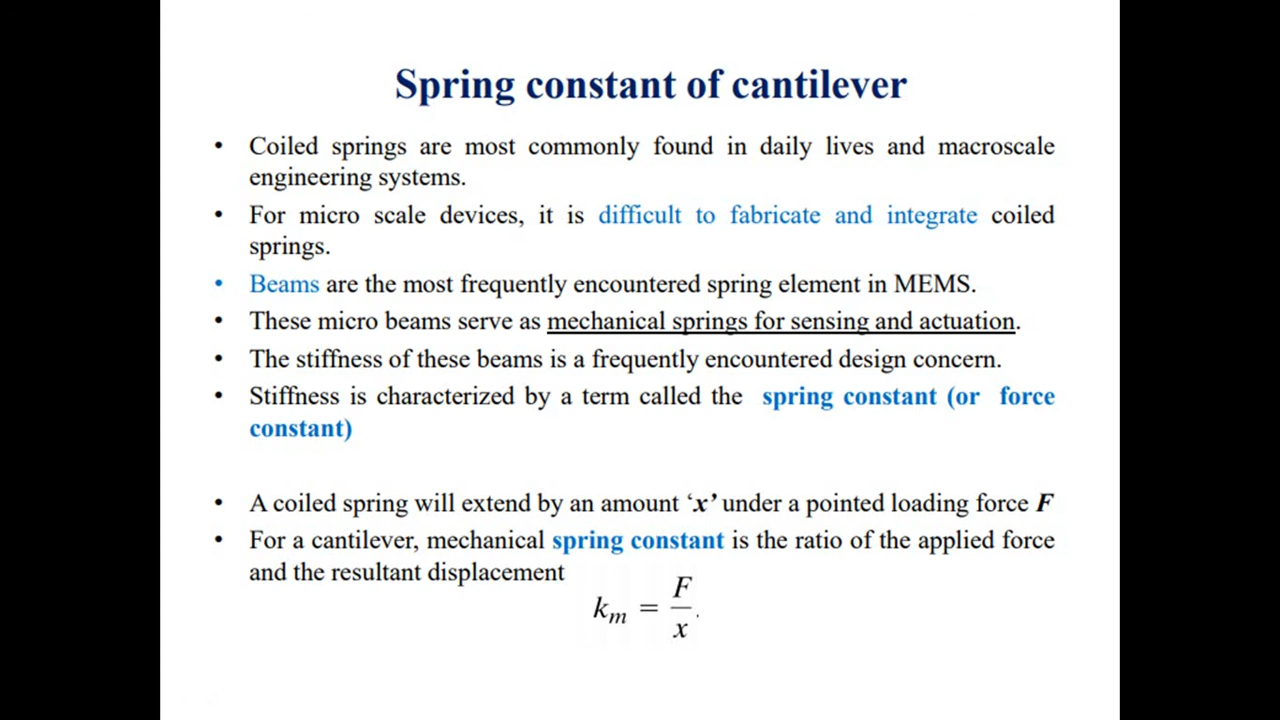 Spring constant of cantilever
• Coiled springs are most commonly found in daily lives and macroscale
engineering systems.
• For micro scale devices, it is difficult to fabricate and integrate coiled
springs.
• Beams are the most frequently encountered spring element in MEMS.
• These micro beams serve as mechanical springs for sensing and actuation.
• The stiffness of these beams is a frequently encountered design concern.
• Stiffness is characterized by a term called the spring constant (or force
constant)
• A coiled spring will extend by an amount ‘x’ under a pointed loading force F
• For a cantilever, mechanical spring constant is the ratio of the applied force
and the resultant displacement
k_m = F/x.